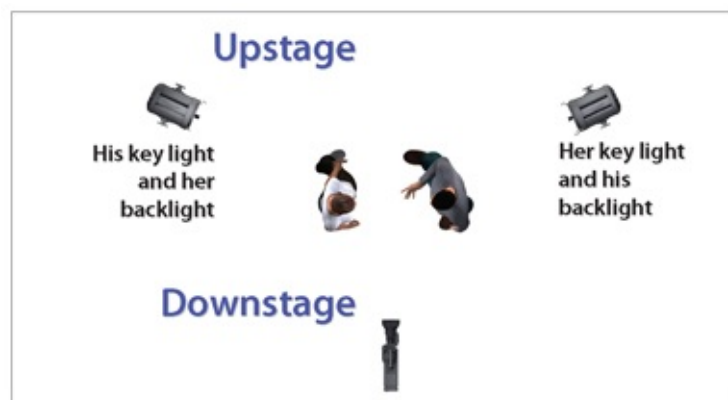 Upstage
His key light
and her
backlight
Her key light
and his
backlight
Downstage